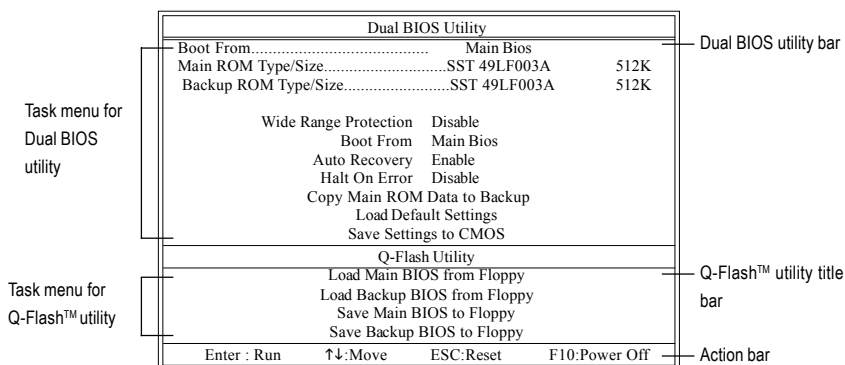 Dual BIOS Utility
Boot From...................................... Main Bios
Main ROM Type/Size.............................SST 49LF003A 512K
Backup ROM Type/Size.........................SST 49LF003A 512K
Wide Range Protection Disable
Boot From Main Bios
Auto Recovery Enable
Halt On Error Disable
Copy Main ROM Data to Backup
Load Default Settings
Save Settings to CMOS
Q-Flash Utility
Load Main BIOS from Floppy
Load Backup BIOS from Floppy
Save Main BIOS to Floppy
Save Backup BIOS to Floppy
Enter : Run ↑↓:Move ESC:Reset F10:Power Off
Task menu for
Dual BIOS
utility
Task menu for
Q-Flash™ utility
Dual BIOS utility bar
Q-Flash™ utility title
bar
Action bar